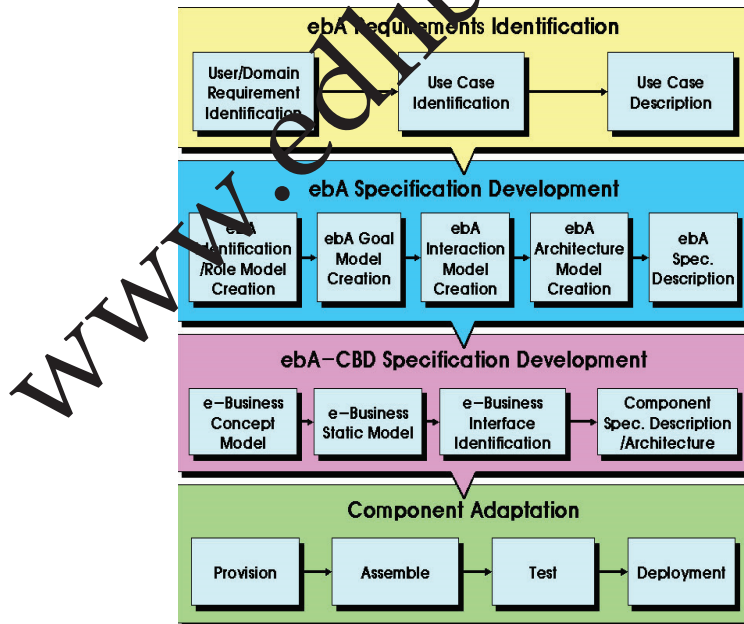 ebA Requirements Identification
User/Domain
Requirement
Identification
Use Case
Identification
Use Case
Description
ebA Specification Development
ebA
Identification
/Role Model
Creation
ebA Goal
Model
Creation
ebA
Interaction
Model
Creation
ebA
Architecture
Model
Creation
ebA
Spec.
Description
ebA-CBD Specification Development
e-Business
Concept
Model
e-Business
Static Model
e-Business
Interface
Identification
Component
Spec. Description
/Architecture
Component Adaptation
Provision
Assemble
Test
Deployment